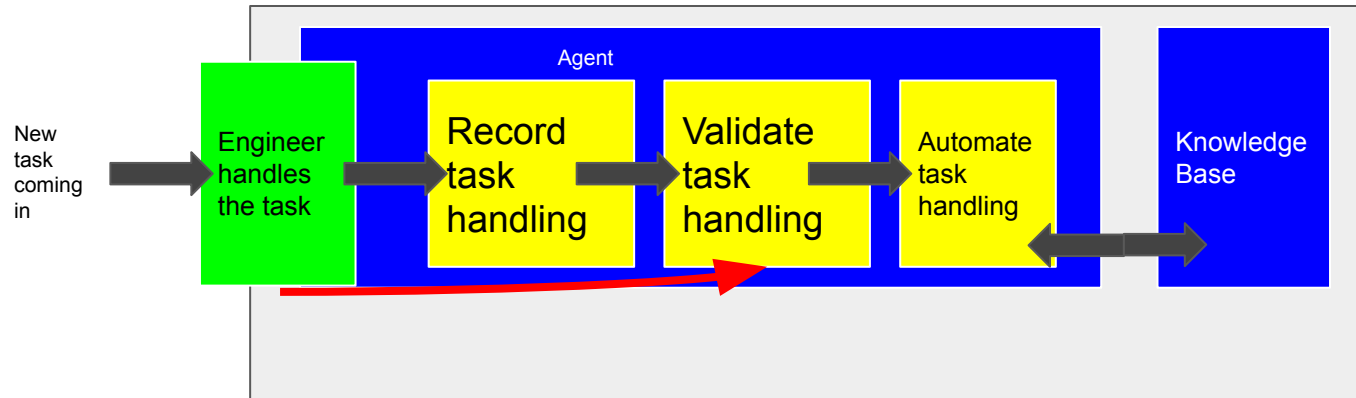 Agent
New
task
coming
in
Engineer
handles
the task
Record
task
handling
Validate
task
handling
Automate
task
handling
Knowledge
Base